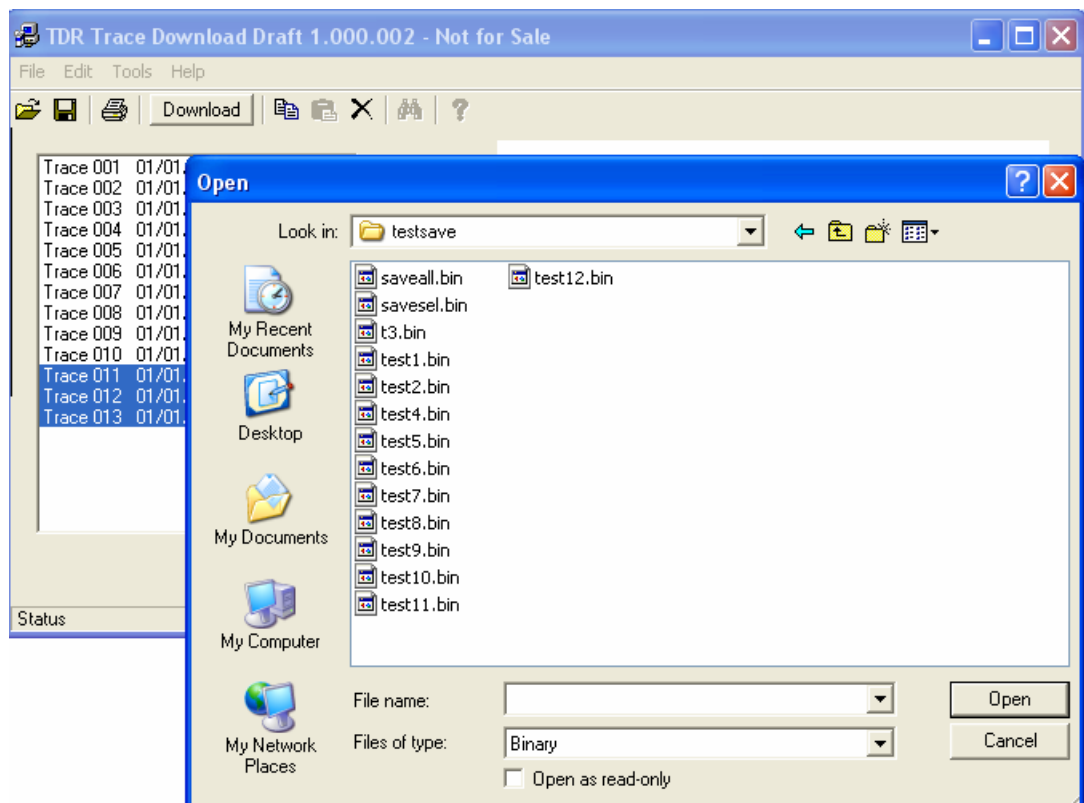 TDR Trace Download Draft 1.000.002 - Not for Sale
File Edit Tools Help
Download
Trace 001 01/01.
Trace 002 01/01.
Trace 003 01/01.
Trace 004 01/01.
Trace 005 01/01.
Trace 006 01/01.
Trace 007 01/01.
Trace 008 01/01.
Trace 009 01/01.
Trace 010 01/01.
Trace 011 01/01.
Trace 012 01/01.
Trace 013 01/01.
Status
Open
Look in: testsave
My Recent
Documents
Desktop
My Documents
My Computer
My Network
Places
saveall.bin
savesel.bin
t3.bin
test1.bin
test2.bin
test4.bin
test5.bin
test6.bin
test7.bin
test8.bin
test9.bin
test10.bin
test11.bin
test12.bin
File name:
Open
Files of type: Binary
Cancel
Open as read-only